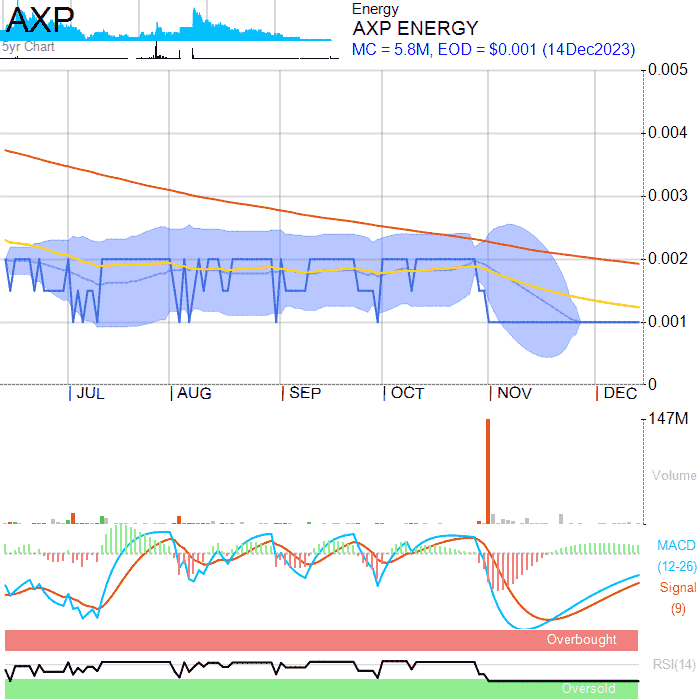 AXP
5yr Chart
Energy
AXP ENERGY
MC = 5.8M, EOD = $0.001 (14Dec2023)
0.005
0.004
0.003
0.002
0.001
0
JUL AUG SEP OCT NOV DEC
147M
Volume
MACD
(12-26)
Signal
(9)
Overbought
RSI(14)
Oversold